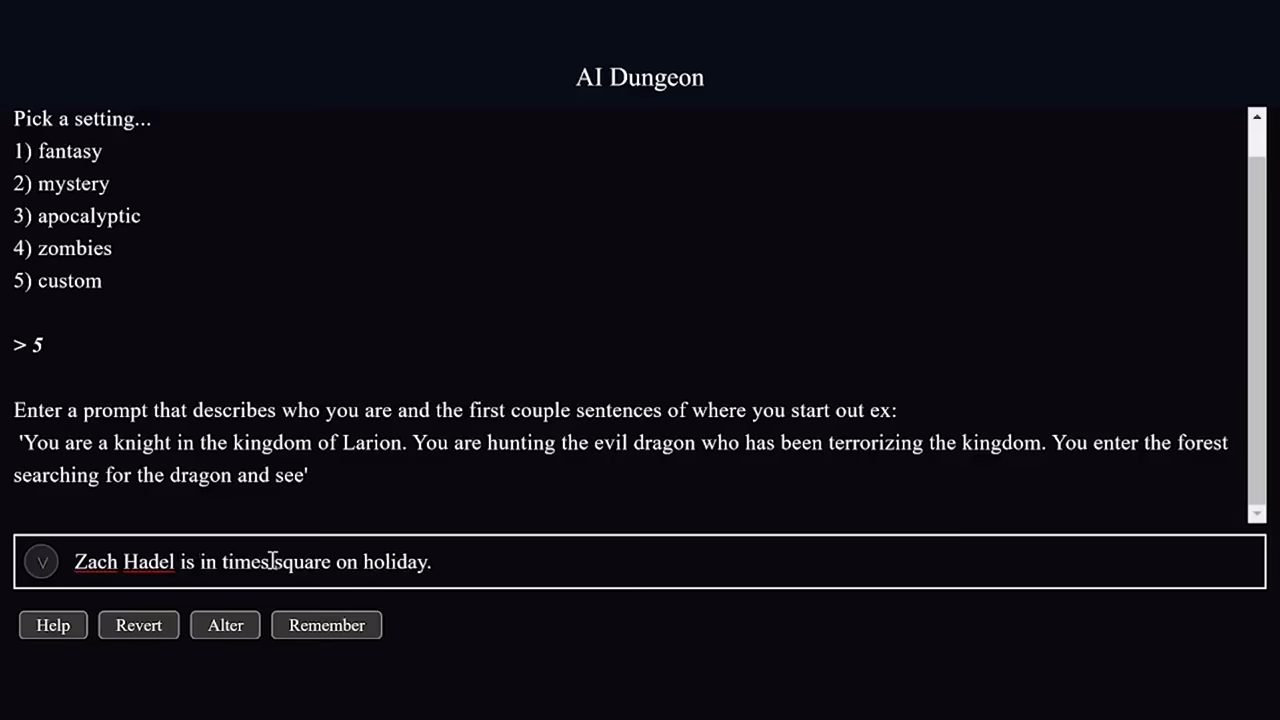 AI Dungeon
Pick a setting...
1) fantasy
2) mystery
3) apocalyptic
4) zombies
5) custom
> 5
Enter a prompt that describes who you are and the first couple sentences of where you start out ex:
'You are a knight in the kingdom of Larion. You are hunting the evil dragon who has been terrorizing the kingdom. You enter the forest
searching for the dragon and see'
V Zach Hadel is in times square on holiday.
Help Revert Alter Remember